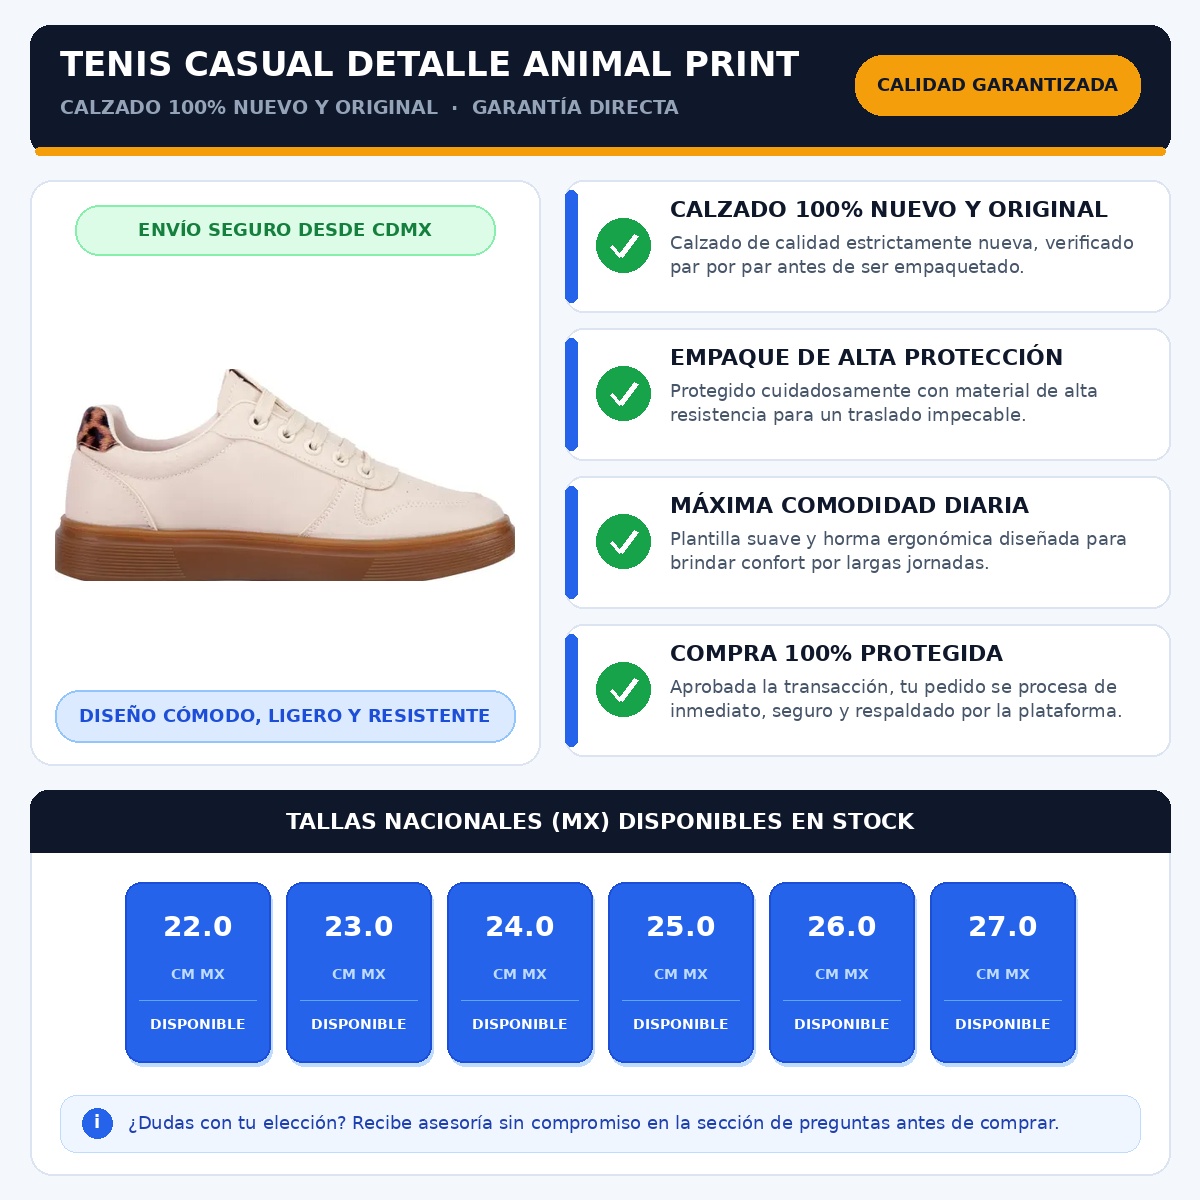 TENIS CASUAL DETALLE ANIMAL PRINT
CALZADO 100% NUEVO Y ORIGINAL · GARANTÍA DIRECTA
CALIDAD GARANTIZADA
ENVÍO SEGURO DESDE CDMX
DISEÑO CÓMODO, LIGERO Y RESISTENTE
CALZADO 100% NUEVO Y ORIGINAL
Calzado de calidad estrictamente nueva, verificado
par por par antes de ser empaquetado.
EMPAQUE DE ALTA PROTECCIÓN
Protegido cuidadosamente con material de alta
resistencia para un traslado impecable.
MÁXIMA COMODIDAD DIARIA
Plantilla suave y horma ergonómica diseñada para
brindar confort por largas jornadas.
COMPRA 100% PROTEGIDA
Aprobada la transacción, tu pedido se procesa de
inmediato, seguro y respaldado por la plataforma.
TALLAS NACIONALES (MX) DISPONIBLES EN STOCK
22.0
CM MX
DISPONIBLE
23.0
CM MX
DISPONIBLE
24.0
CM MX
DISPONIBLE
25.0
CM MX
DISPONIBLE
26.0
CM MX
DISPONIBLE
27.0
CM MX
DISPONIBLE
i ¿Dudas con tu elección? Recibe asesoría sin compromiso en la sección de preguntas antes de comprar.